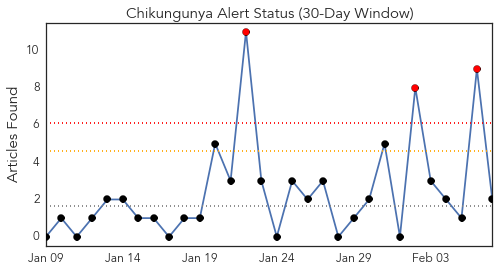 Chikungunya Alert Status (30-Day Window)
Articles Found
10
8
6
4
2
0
Jan 09 Jan 14 Jan 19 Jan 24 Jan 29 Feb 03